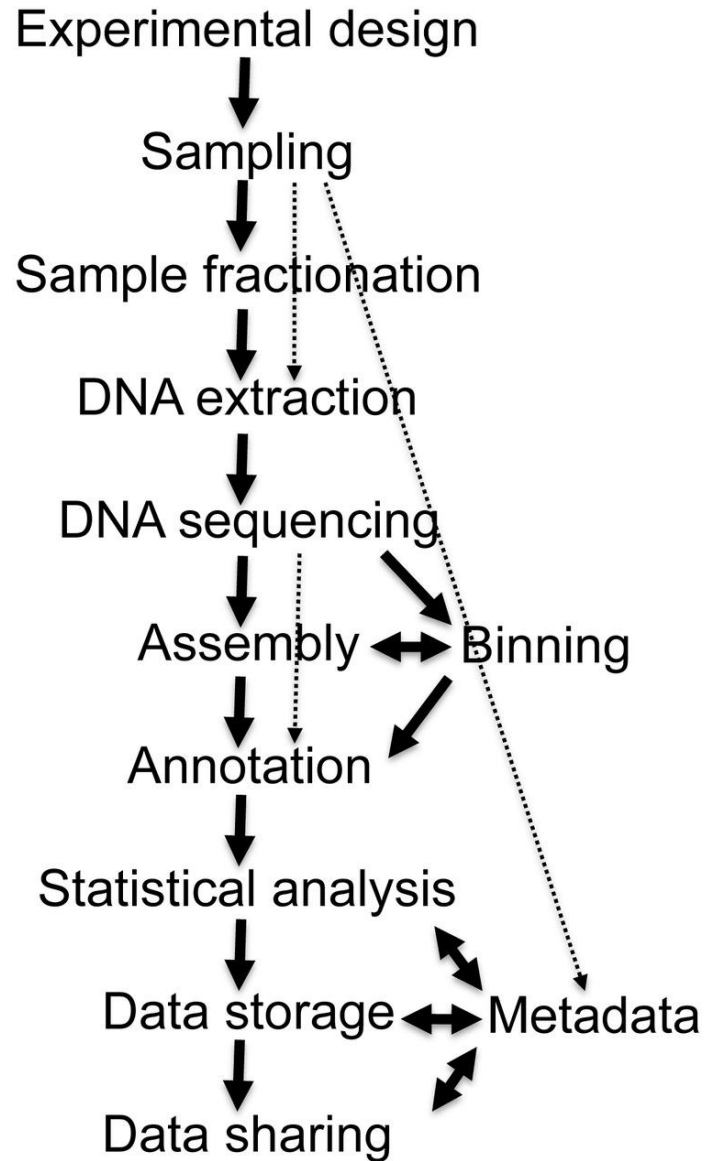 Experimental design
Sampling
Sample fractionation
DNA extraction
DNA sequencing
Assembly
Binning
Annotation
Statistical analysis
Data storage
Metadata
Data sharing